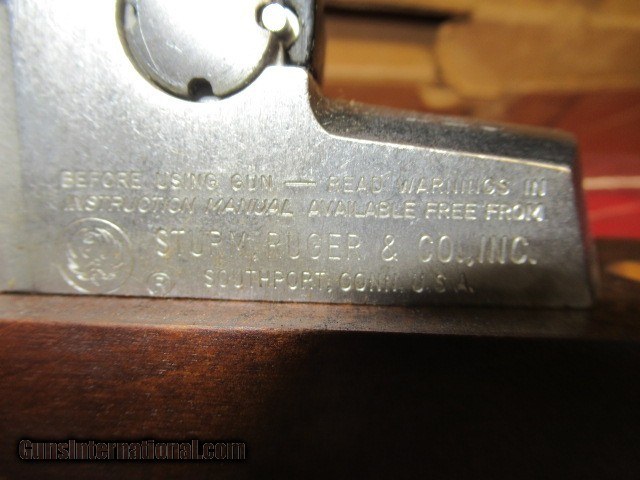 BEFORE USING GUN — READ WARNINGS IN
INSTRUCTION MANUAL AVAILABLE FREE FROM
STURM, RUGER & CO., INC.
® SOUTHPORT, CONN. U.S.A.
GunsInternational.com